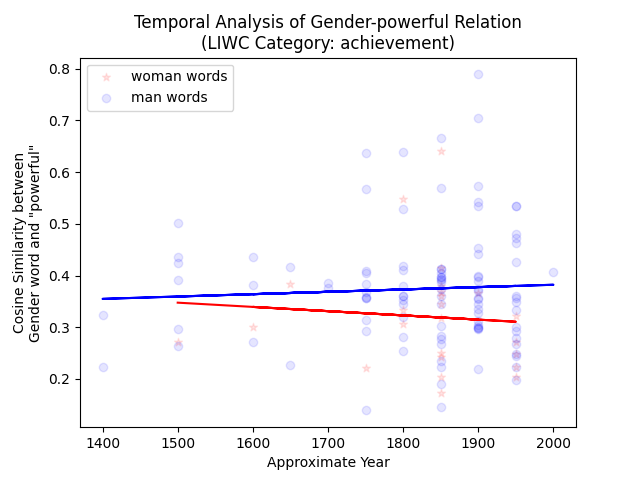 Temporal Analysis of Gender-powerful Relation
(LIWC Category: achievement)
woman words
man words
0.8
0.7
0.6
0.5
0.4
0.3
0.2
Cosine Similarity between
Gender word and "powerful"
1400 1500 1600 1700 1800 1900 2000
Approximate Year